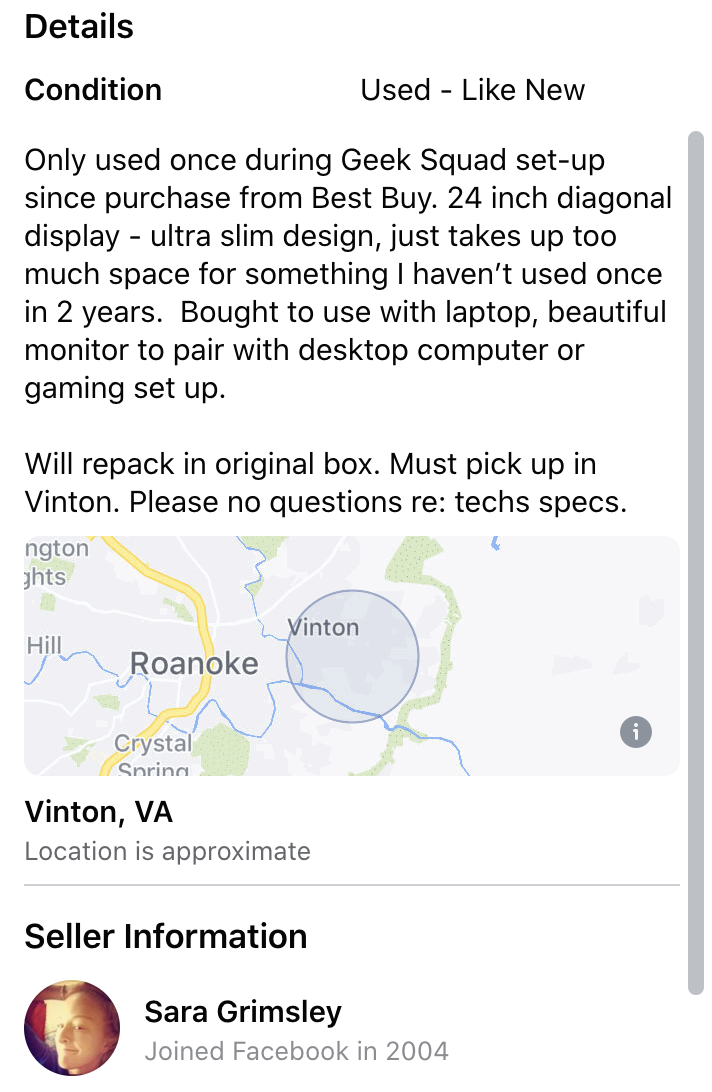 Details
Condition Used - Like New
Only used once during Geek Squad set-up
since purchase from Best Buy. 24 inch diagonal
display - ultra slim design, just takes up too
much space for something I haven’t used once
in 2 years.  Bought to use with laptop, beautiful
monitor to pair with desktop computer or
gaming set up.
Will repack in original box. Must pick up in
Vinton. Please no questions re: techs specs.
ngton
ghts
Vinton
Hill
Roanoke
Crystal
Spring
Vinton, VA
Location is approximate
Seller Information
Sara Grimsley
Joined Facebook in 2004